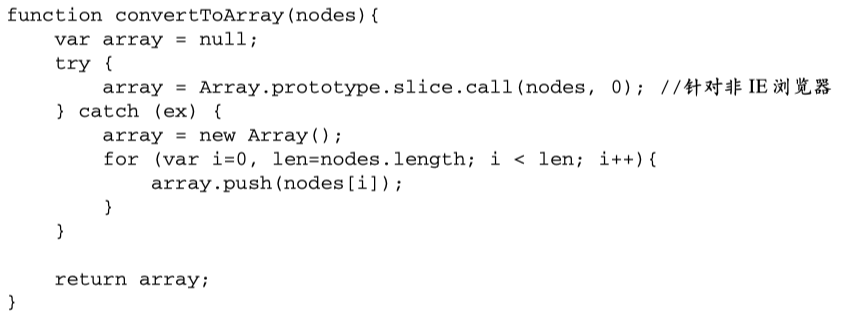 function convertToArray(nodes){
    var array = null;
    try {
        array = Array.prototype.slice.call(nodes, 0); //针对非 IE 浏览器
    } catch (ex) {
        array = new Array();
        for (var i=0, len=nodes.length; i < len; i++){
            array.push(nodes[i]);
        }
    }

    return array;
}